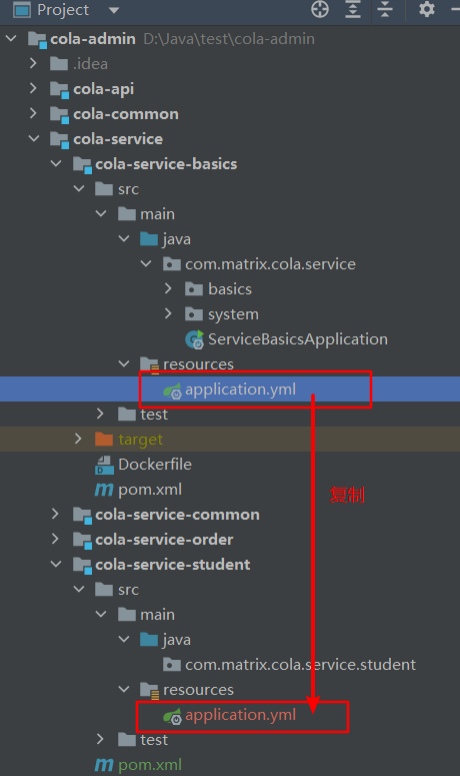 Project
cola-admin D:\Java\test\cola-admin
.idea
cola-api
cola-common
cola-service
cola-service-basics
src
main
java
com.matrix.cola.service
basics
system
ServiceBasicsApplication
resources
application.yml
test
target
Dockerfile
pom.xml
复制
cola-service-common
cola-service-order
cola-service-student
src
main
java
com.matrix.cola.service.student
resources
application.yml
test
pom.xml